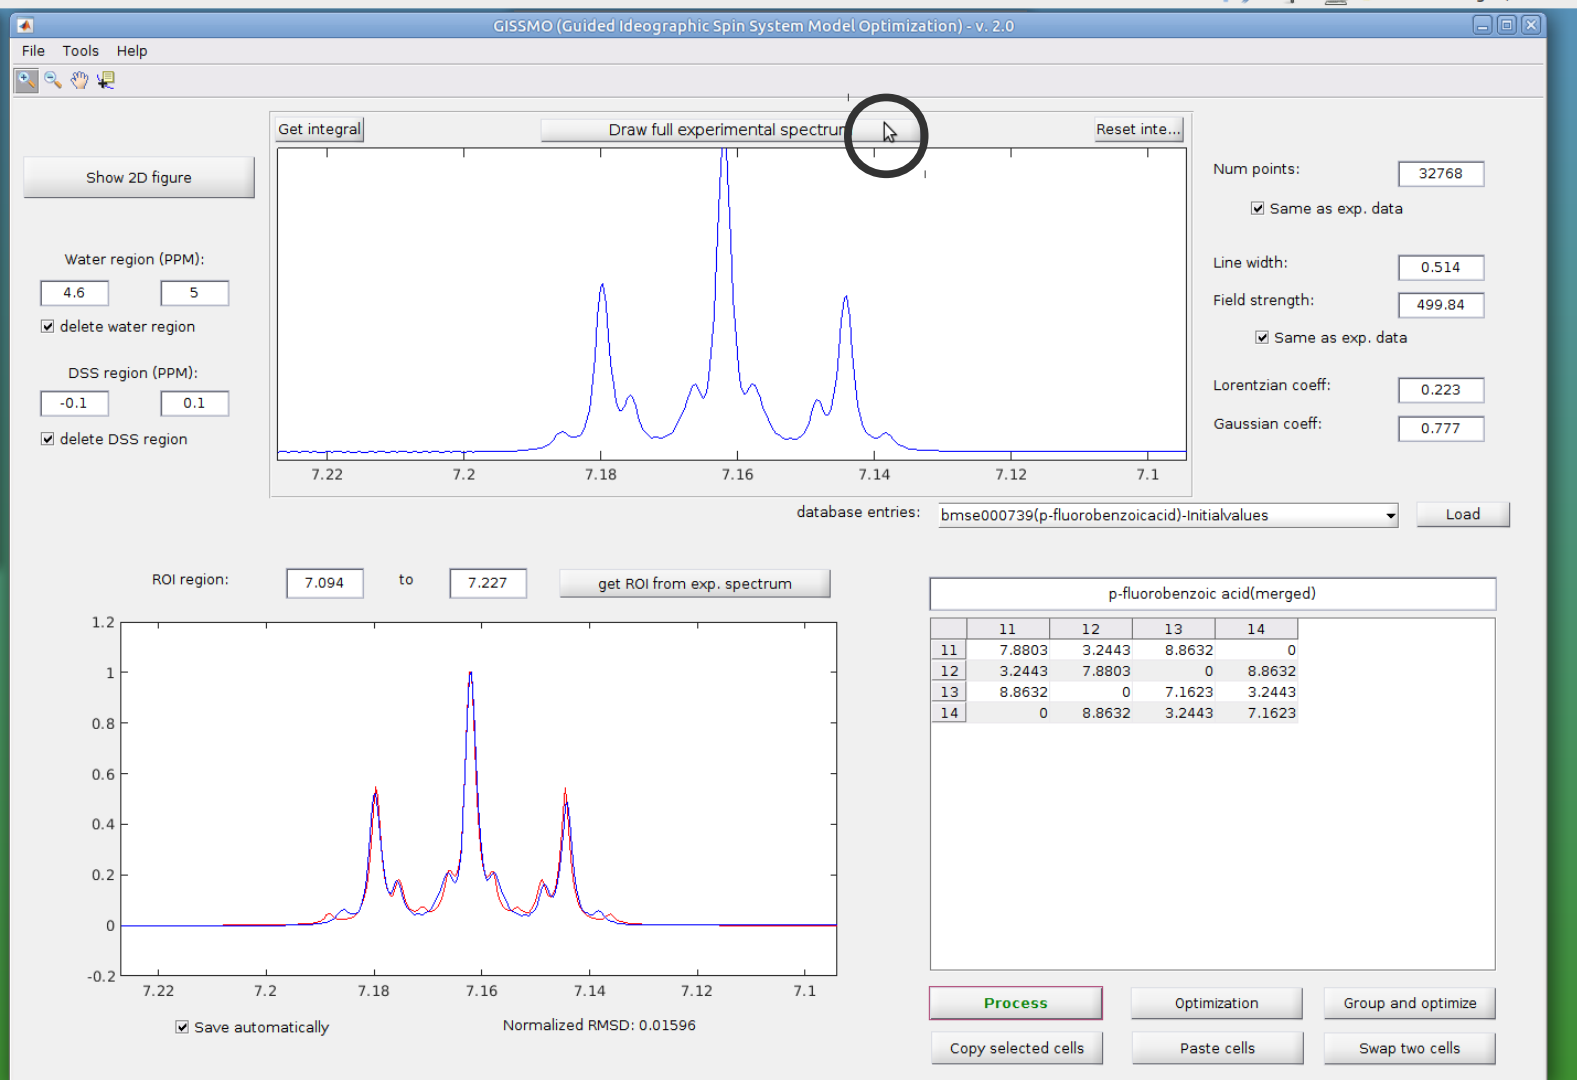 GISSMO (Guided Ideographic Spin System Model Optimization) - v. 2.0
File Tools Help
Get integral
Draw full experimental spectrum
Reset inte...
Show 2D figure
Num points: 32768
Same as exp. data
Water region (PPM):
4.6 5
delete water region
Line width: 0.514
Field strength: 499.84
Same as exp. data
DSS region (PPM):
-0.1 0.1
delete DSS region
Lorentzian coeff: 0.223
Gaussian coeff: 0.777
7.22 7.2 7.18 7.16 7.14 7.12 7.1
database entries: bmse000739(p-fluorobenzoicacid)-Initialvalues Load
ROI region: 7.094 to 7.227 get ROI from exp. spectrum
p-fluorobenzoic acid(merged)
11 12 13 14
11 7.8803 3.2443 8.8632 0
12 3.2443 7.8803 0 8.8632
13 8.8632 0 7.1623 3.2443
14 0 8.8632 3.2443 7.1623
1.2
1
0.8
0.6
0.4
0.2
0
-0.2
7.22 7.2 7.18 7.16 7.14 7.12 7.1
Save automatically
Normalized RMSD: 0.01596
Process Optimization Group and optimize
Copy selected cells Paste cells Swap two cells